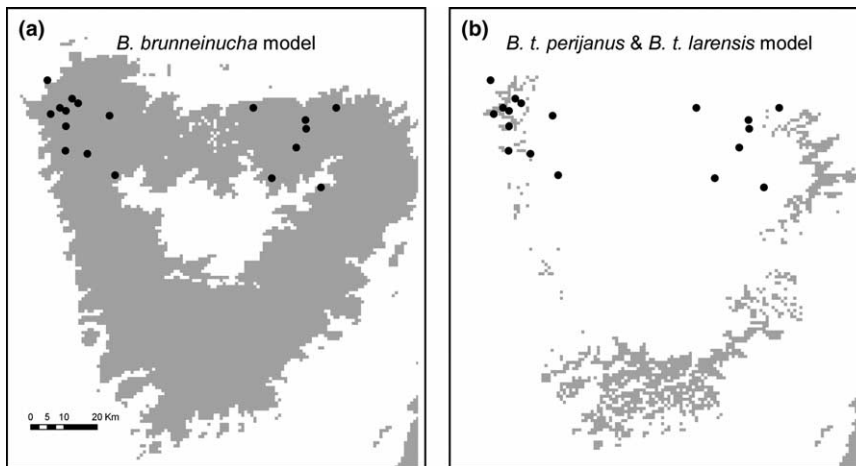 (a)
B. brunneinucha model
0 5 10 20 Km
(b)
B. t. perijanus & B. t. larensis model